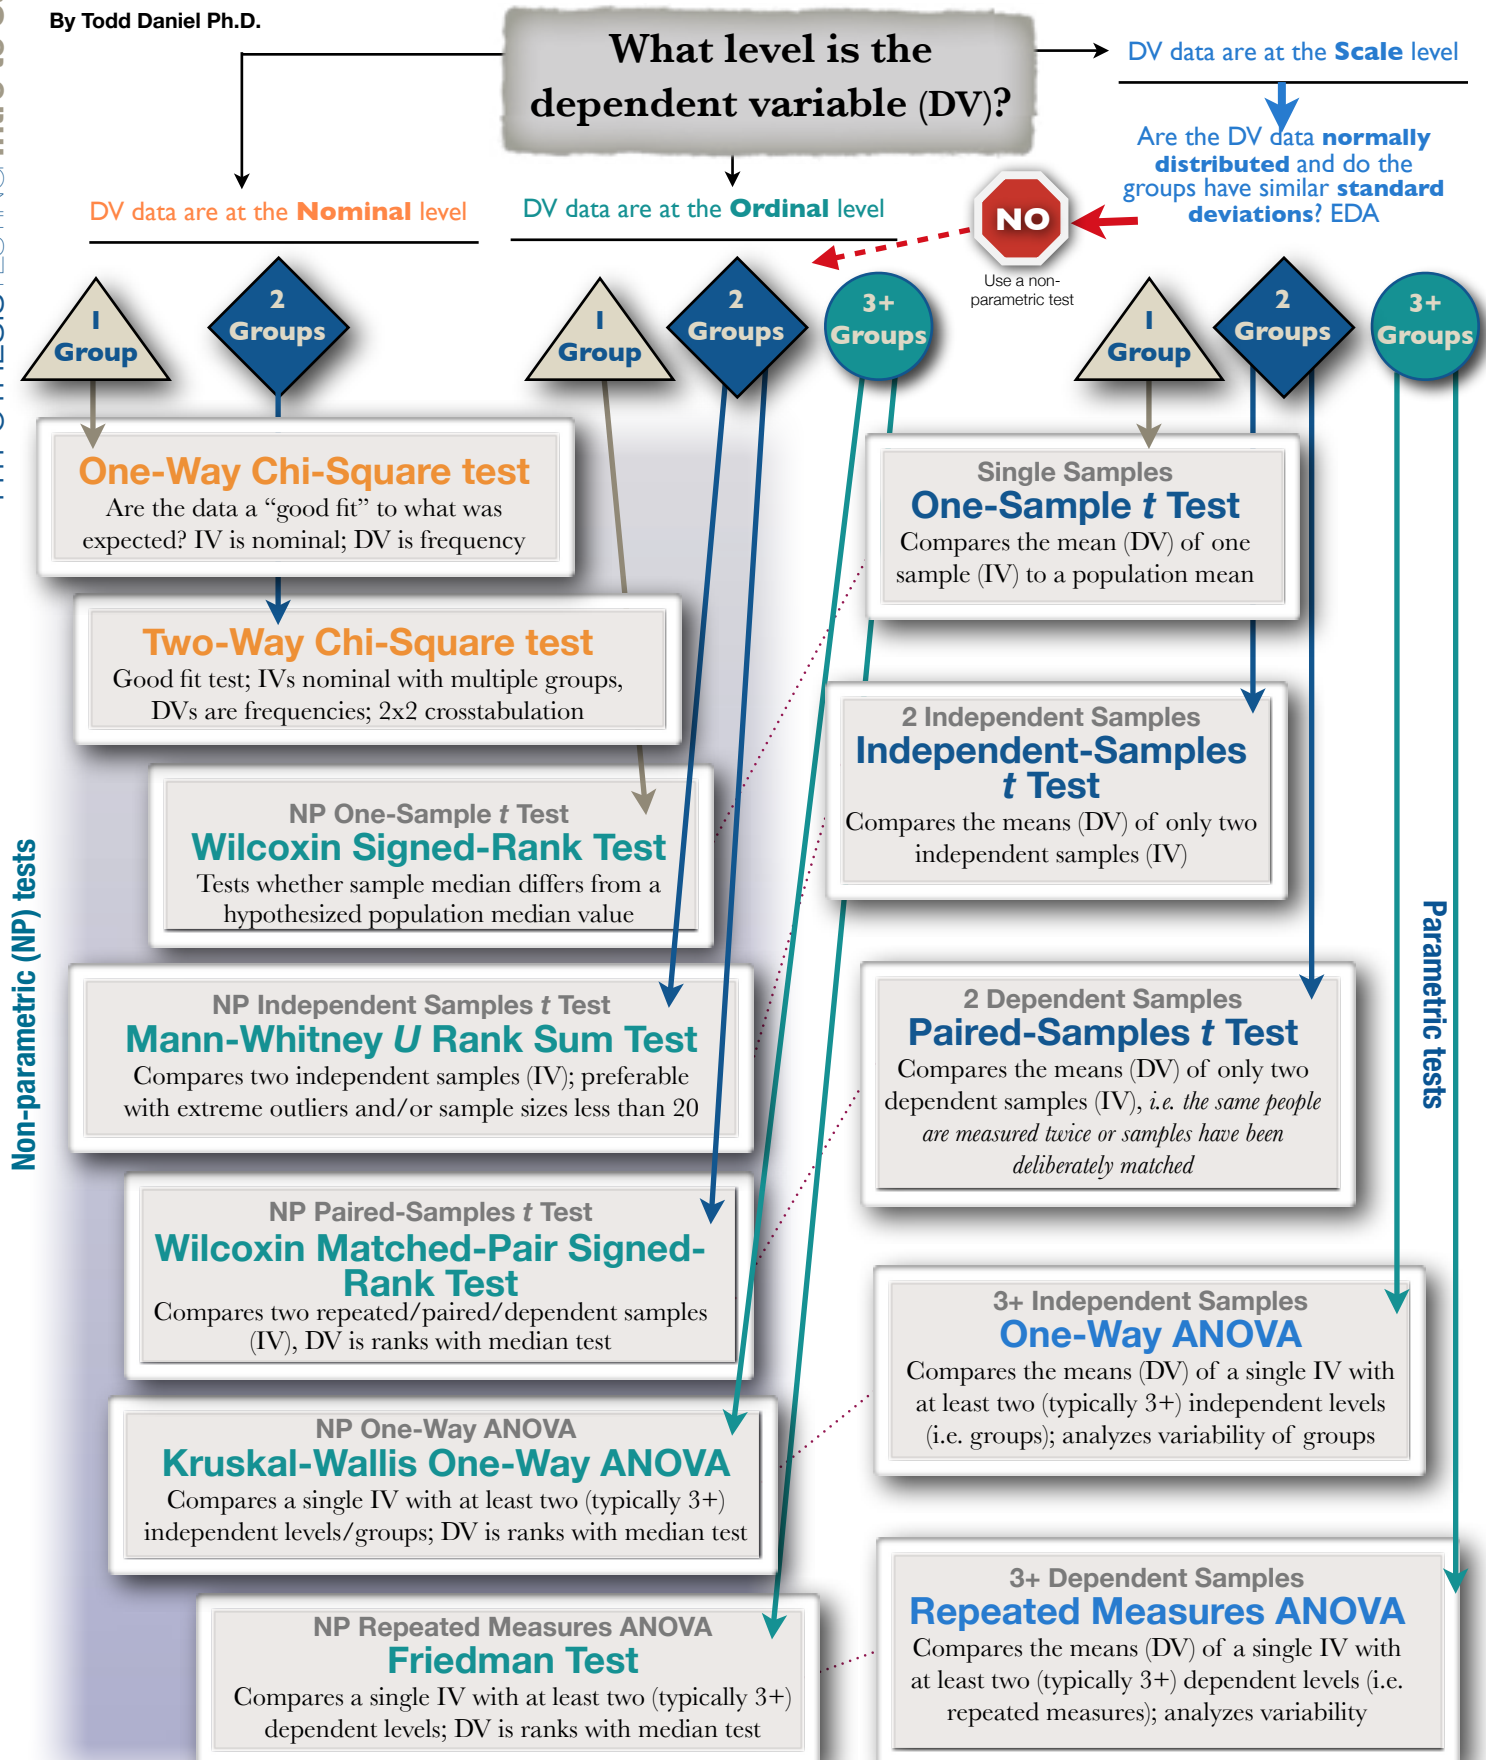 By Todd Daniel Ph.D.
What level is the
dependent variable (DV)?
DV data are at the Scale level
Are the DV data normally
distributed and do the
groups have similar standard
deviations? EDA
NO
Use a non-
parametric test
DV data are at the Nominal level
DV data are at the Ordinal level
1
Group
2
Groups
1
Group
2
Groups
3+
Groups
1
Group
2
Groups
3+
Groups
One-Way Chi-Square test
Are the data a “good fit” to what was
expected? IV is nominal; DV is frequency
Two-Way Chi-Square test
Good fit test; IVs nominal with multiple groups,
DVs are frequencies; 2x2 crosstabulation
NP One-Sample t Test
Wilcoxin Signed-Rank Test
Tests whether sample median differs from a
hypothesized population median value
NP Independent Samples t Test
Mann-Whitney U Rank Sum Test
Compares two independent samples (IV); preferable
with extreme outliers and/or sample sizes less than 20
NP Paired-Samples t Test
Wilcoxin Matched-Pair Signed-
Rank Test
Compares two repeated/paired/dependent samples
(IV), DV is ranks with median test
NP One-Way ANOVA
Kruskal-Wallis One-Way ANOVA
Compares a single IV with at least two (typically 3+)
independent levels/groups; DV is ranks with median test
NP Repeated Measures ANOVA
Friedman Test
Compares a single IV with at least two (typically 3+)
dependent levels; DV is ranks with median test
Single Samples
One-Sample t Test
Compares the mean (DV) of one
sample (IV) to a population mean
2 Independent Samples
Independent-Samples
t Test
Compares the means (DV) of only two
independent samples (IV)
2 Dependent Samples
Paired-Samples t Test
Compares the means (DV) of only two
dependent samples (IV), i.e. the same people
are measured twice or samples have been
deliberately matched
3+ Independent Samples
One-Way ANOVA
Compares the means (DV) of a single IV with
at least two (typically 3+) independent levels
(i.e. groups); analyzes variability of groups
3+ Dependent Samples
Repeated Measures ANOVA
Compares the means (DV) of a single IV with
at least two (typically 3+) dependent levels (i.e.
repeated measures); analyzes variability
Non-parametric (NP) tests
Parametric tests